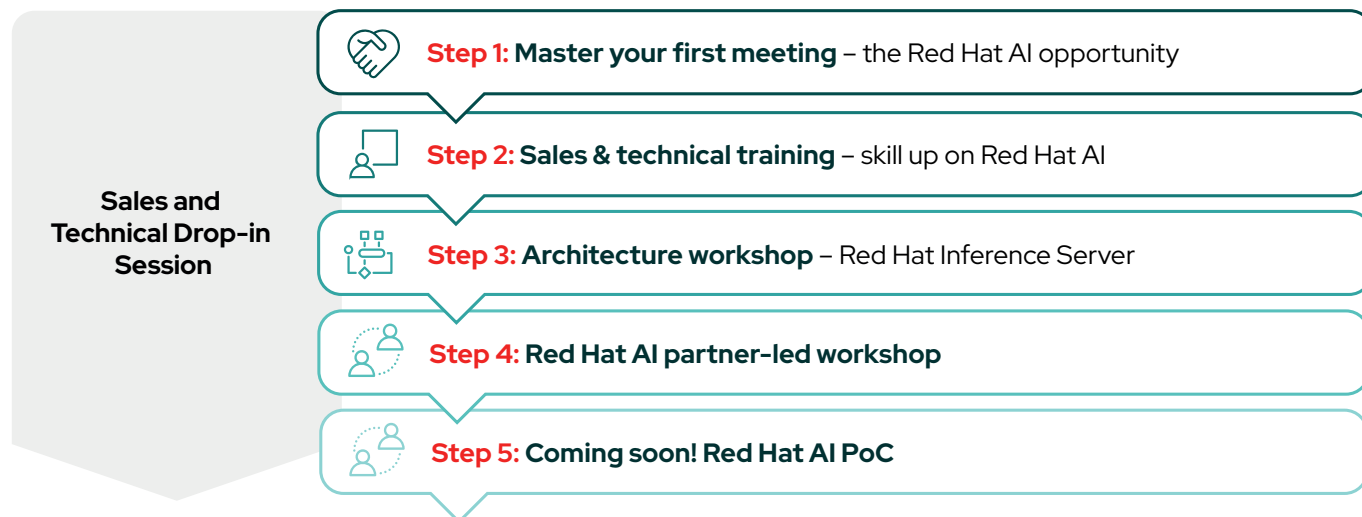 Sales and
Technical Drop-in
Session
Step 1: Master your first meeting – the Red Hat AI opportunity
Step 2: Sales & technical training – skill up on Red Hat AI
Step 3: Architecture workshop – Red Hat Inference Server
Step 4: Red Hat AI partner-led workshop
Step 5: Coming soon! Red Hat AI PoC